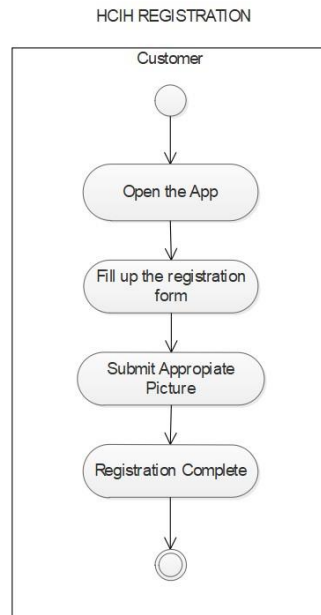 HCIH REGISTRATION
Customer
Open the App
Fill up the registration
form
Submit Appropiate
Picture
Registration Complete